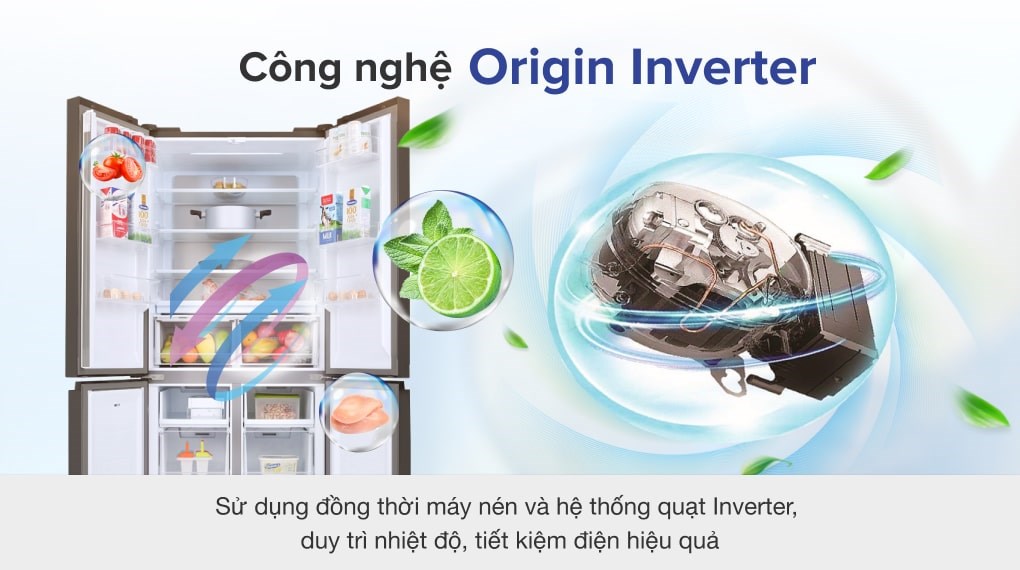 Công nghệ Origin Inverter
Sử dụng đồng thời máy nén và hệ thống quạt Inverter,
duy trì nhiệt độ, tiết kiệm điện hiệu quả